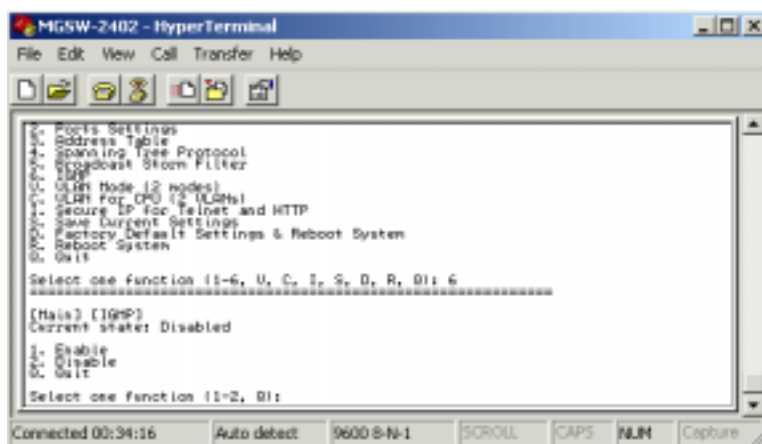 MGSW-2402 - HyperTerminal
File Edit View Call Transfer Help
2. Ports Settings
3. Address Table
4. Spanning Tree Protocol
5. Broadcast Storm Filter
6. IGMP
V. VLAN Mode (2 modes)
C. VLAN for CPU (2 VLANs)
I. Secure IP for Telnet and HTTP
S. Save Current Settings
D. Factory Default Settings & Reboot System
R. Reboot System
Q. Quit
Select one function (1-6, V, C, I, S, D, R, Q): 6
===============================================================
[Main] [IGMP]
Current state: Disabled
1. Enable
2. Disable
Q. Quit
Select one function (1-2, Q):
Connected 00:34:16 Auto detect 9600 8-N-1 SCROLL CAPS NUM Capture